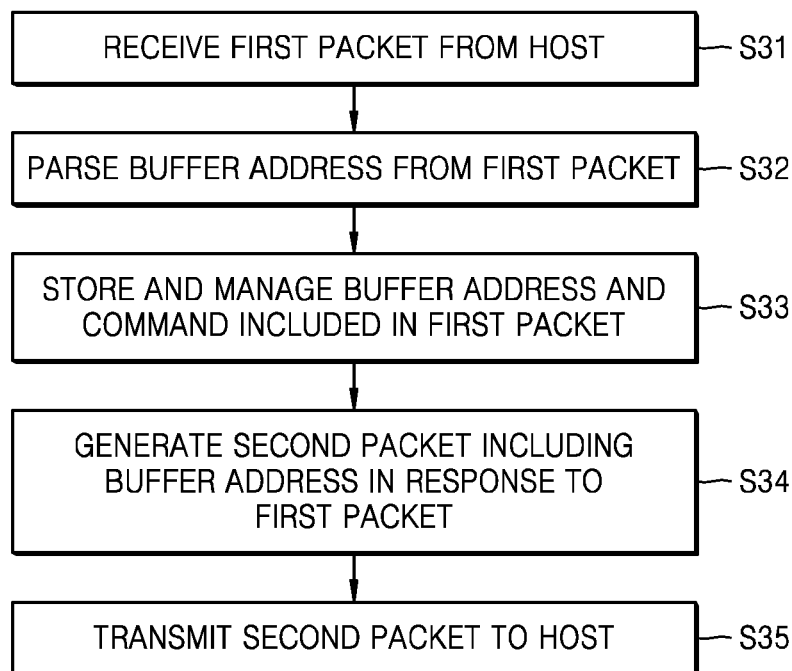 RECEIVE FIRST PACKET FROM HOST
S31
PARSE BUFFER ADDRESS FROM FIRST PACKET
S32
STORE AND MANAGE BUFFER ADDRESS AND
COMMAND INCLUDED IN FIRST PACKET
S33
GENERATE SECOND PACKET INCLUDING
BUFFER ADDRESS IN RESPONSE TO
FIRST PACKET
S34
TRANSMIT SECOND PACKET TO HOST
S35